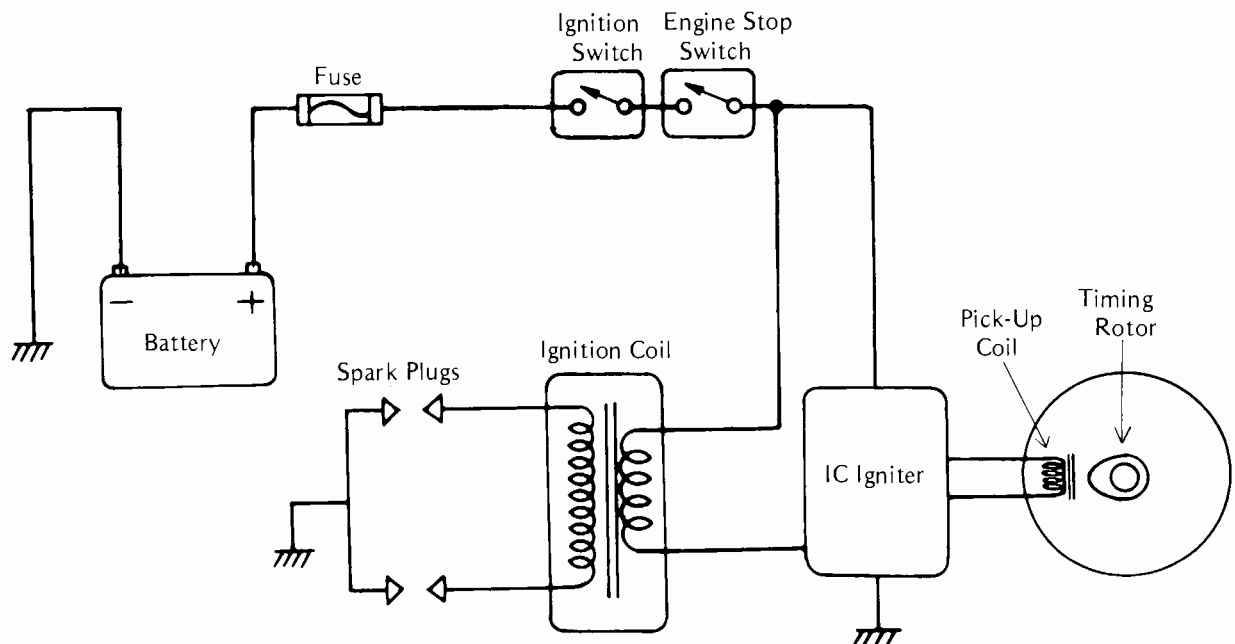 Ignition
Switch
Engine Stop
Switch
Fuse
−
+
Battery
Spark Plugs
Ignition Coil
IC Igniter
Pick-Up
Coil
Timing
Rotor